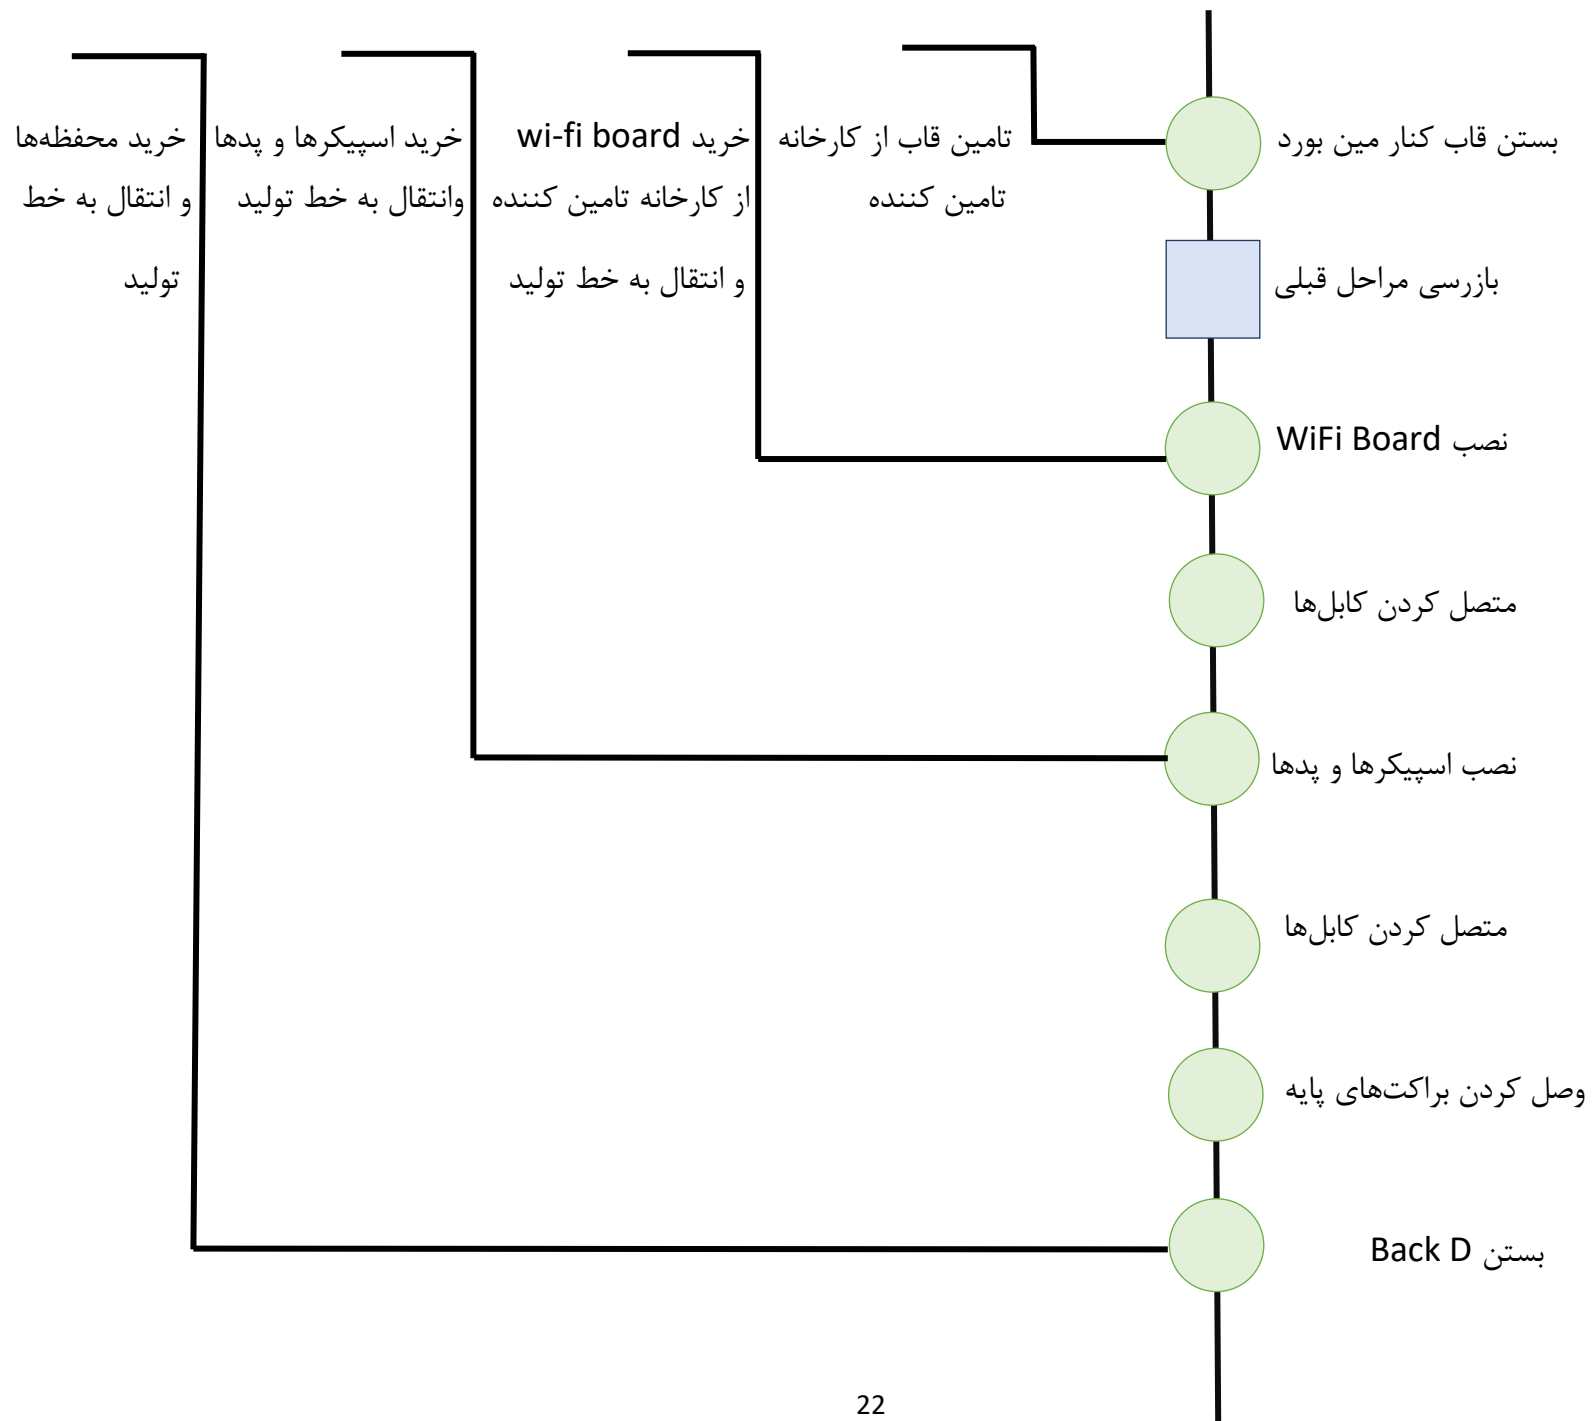 بستن قاب کنار مین بورد
تامین قاب از کارخانه
تامین کننده
خرید wi-fi board
از کارخانه تامین کننده
و انتقال به خط تولید
خرید اسپیکرها و پدها
وانتقال به خط تولید
خرید محفظه‌ها
و انتقال به خط
تولید
بازرسی مراحل قبلی
نصب WiFi Board
متصل کردن کابل‌ها
نصب اسپیکرها و پدها
متصل کردن کابل‌ها
وصل کردن براکت‌های پایه
بستن Back D
22